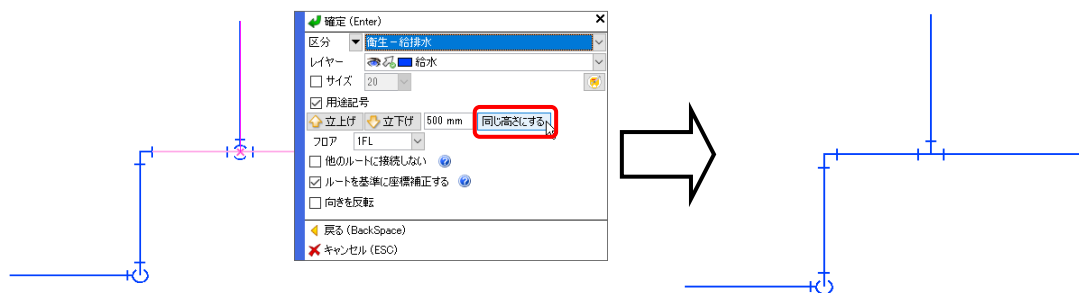 確定 (Enter)
区分 衛生－給排水
レイヤー 給水
サイズ 20
用途記号
立上げ 立下げ 500 mm 同じ高さにする
フロア 1FL
他のルートに接続しない
ルートを基準に座標補正する
向きを反転
戻る (BackSpace)
キャンセル (ESC)